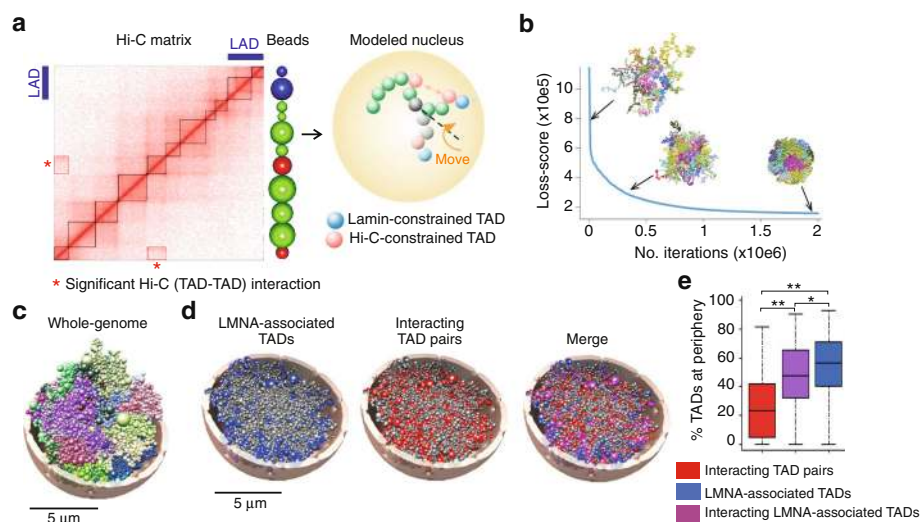 a
Hi-C matrix
Beads
Modeled nucleus
LAD
LAD
*
*
Move
Lamin-constrained TAD
Hi-C-constrained TAD
* Significant Hi-C (TAD-TAD) interaction
b
Loss-score (x10e5)
10
8
6
4
2
0
0.5
1
1.5
2
No. iterations (x10e6)
c
Whole-genome
5 μm
d
LMNA-associated
TADs
Interacting
TAD pairs
Merge
5 μm
e
% TADs at periphery
100
80
60
40
20
0
**
**
*
Interacting TAD pairs
LMNA-associated TADs
Interacting LMNA-associated TADs